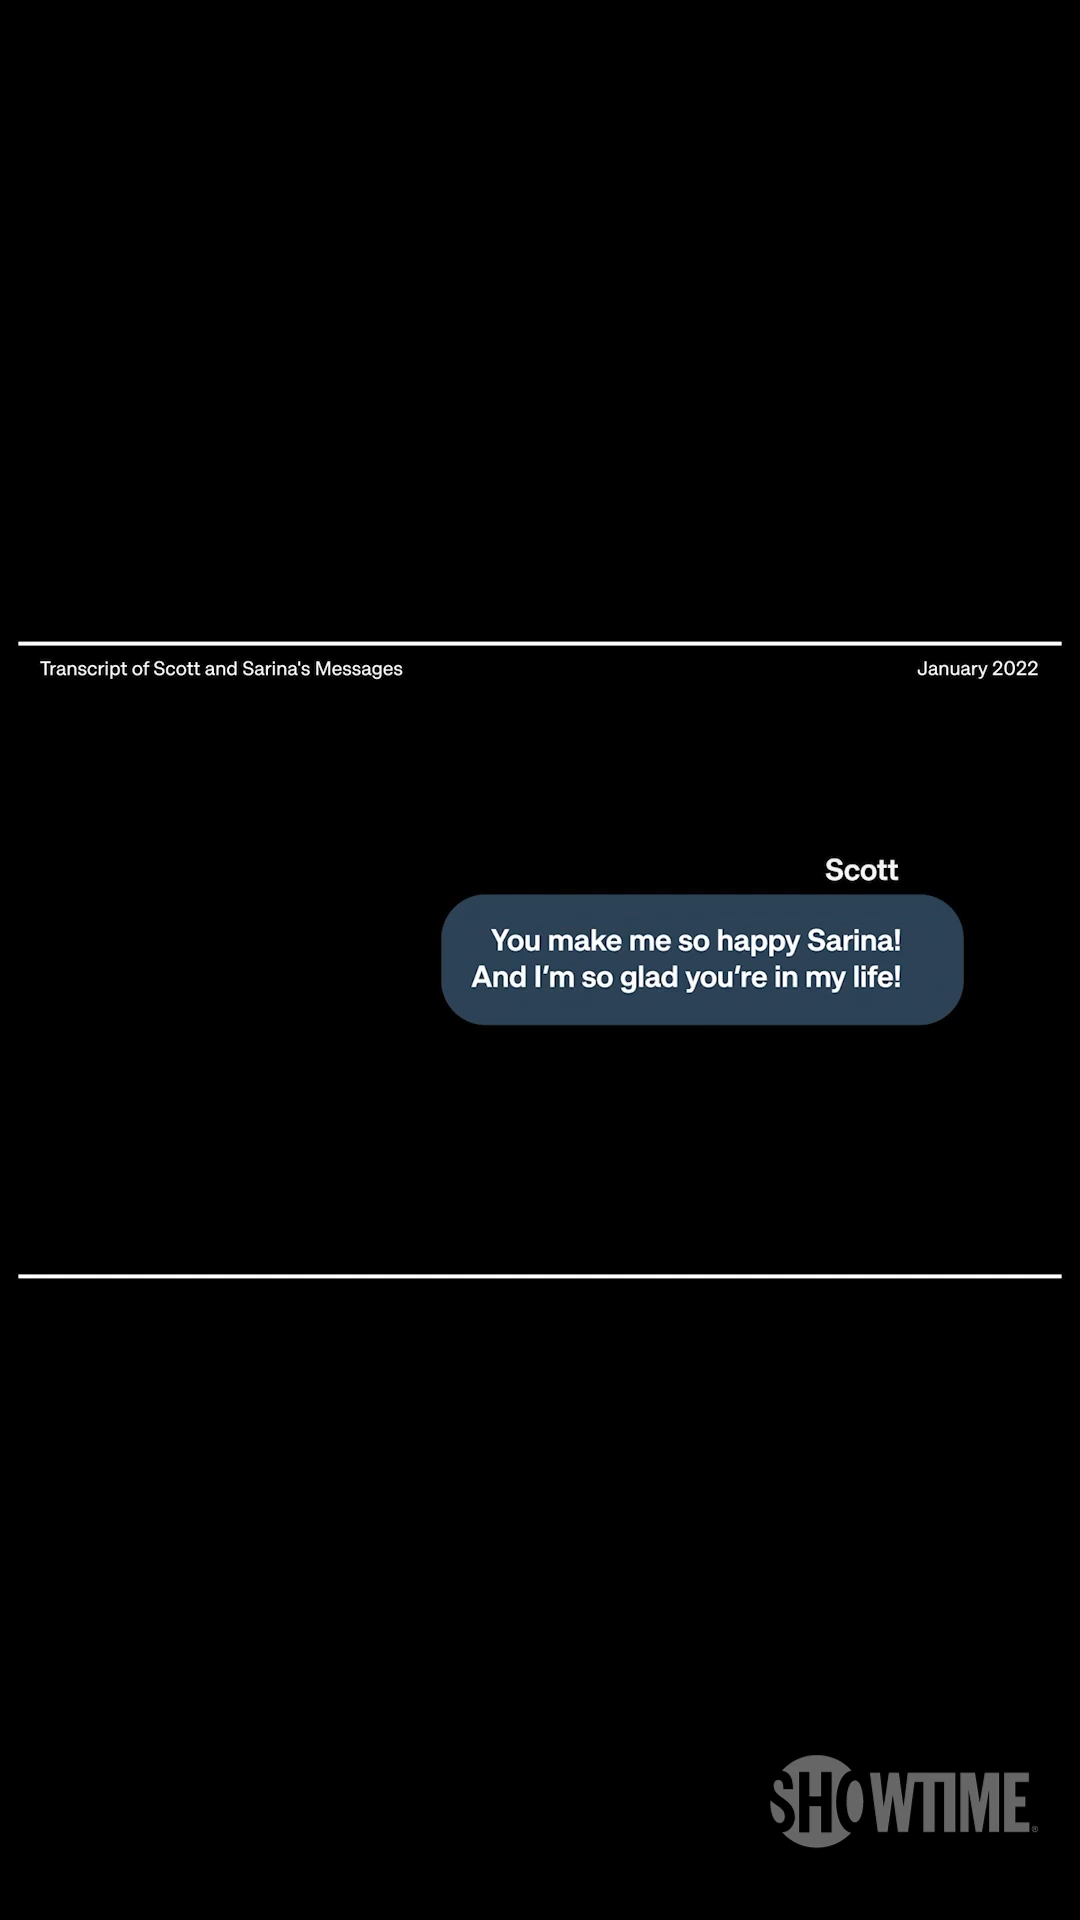 Transcript of Scott and Sarina's Messages
January 2022
Scott
You make me so happy Sarina!
And I’m so glad you’re in my life!
SHOWTIME®